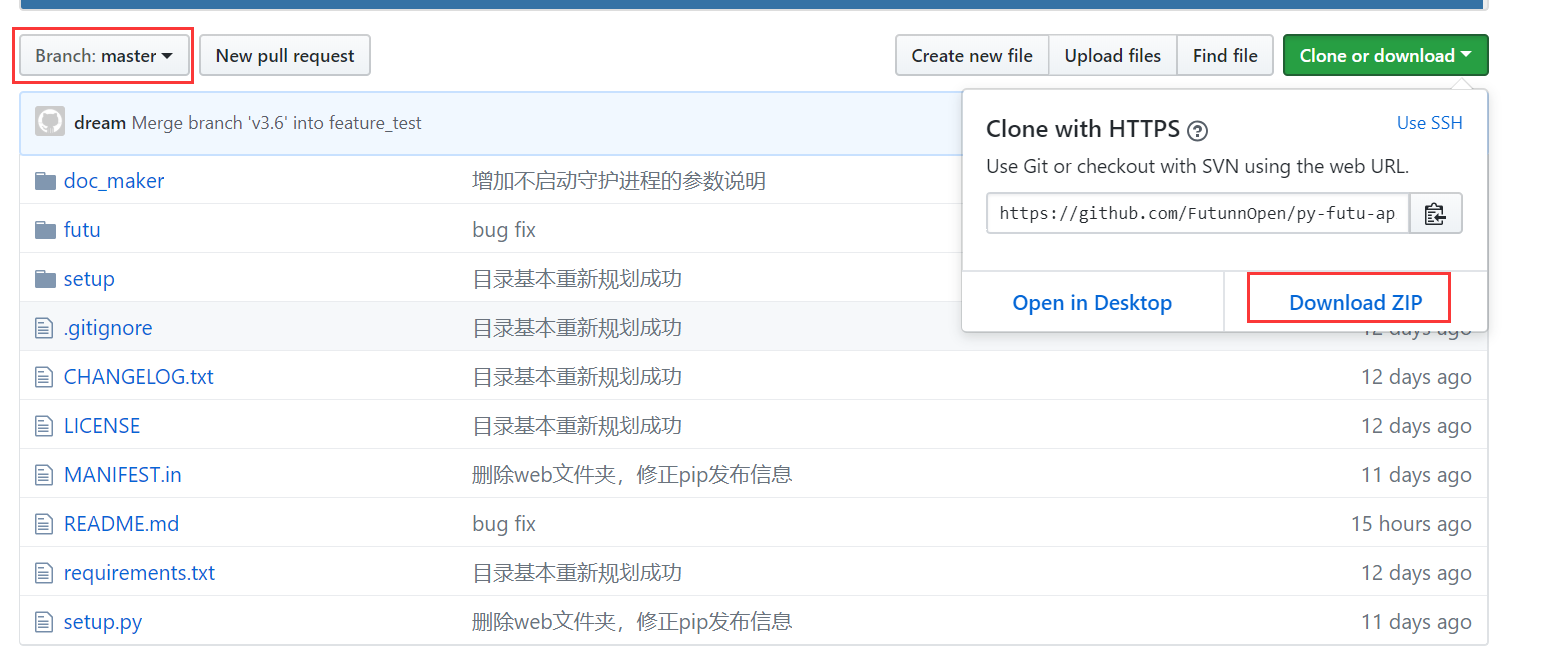 Branch: master
New pull request
Create new file
Upload files
Find file
Clone or download
dream Merge branch 'v3.6' into feature_test
Clone with HTTPS ?
Use SSH
Use Git or checkout with SVN using the web URL.
https://github.com/FutunnOpen/py-futu-ap
Open in Desktop
Download ZIP
doc_maker 增加不启动守护进程的参数说明
futu bug fix
setup 目录基本重新规划成功
.gitignore 目录基本重新规划成功 12 days ago
CHANGELOG.txt 目录基本重新规划成功 12 days ago
LICENSE 目录基本重新规划成功 12 days ago
MANIFEST.in 删除web文件夹，修正pip发布信息 11 days ago
README.md bug fix 15 hours ago
requirements.txt 目录基本重新规划成功 12 days ago
setup.py 删除web文件夹，修正pip发布信息 11 days ago